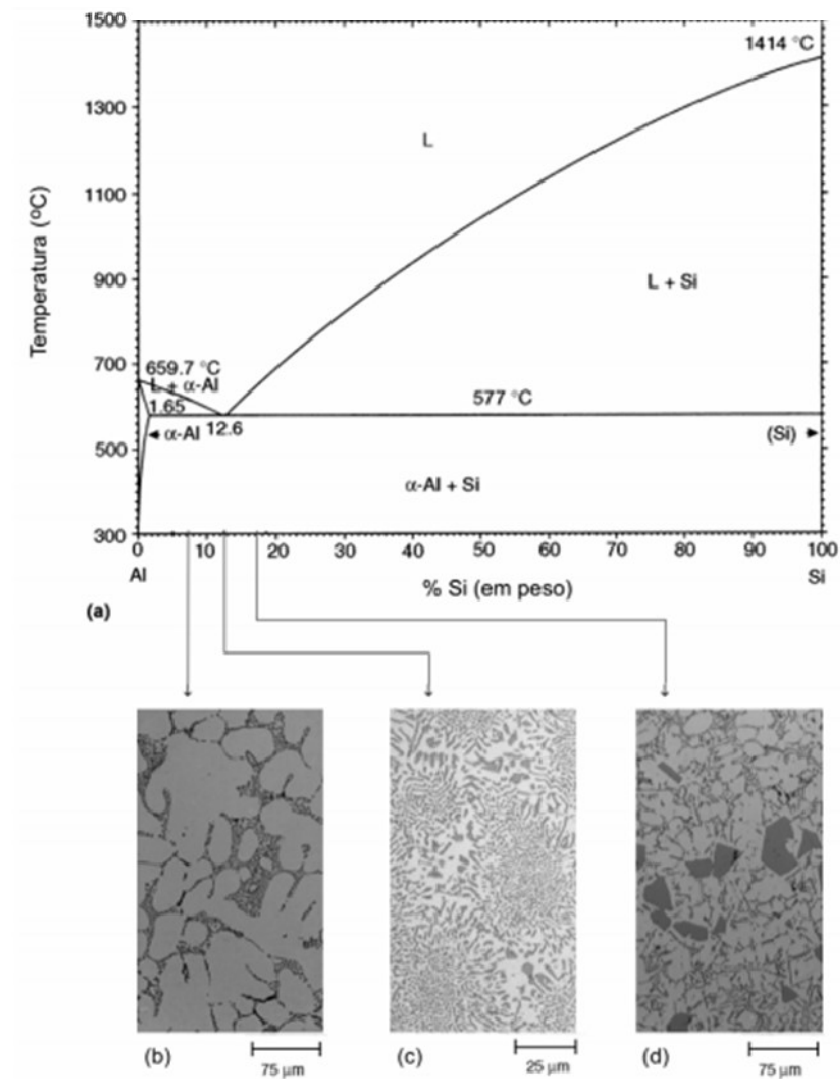 1500
1414 °C
1300
L
1100
Temperatura (ºC)
900
L + Si
700
659.7 °C
L + α-Al
1.65
577 °C
α-Al
12.6
(Si)
500
α-Al + Si
300
0 10 20 30 40 50 60 70 80 90 100
Al
% Si (em peso)
Si
(a)
(b)
75 µm
(c)
25 µm
(d)
75 µm